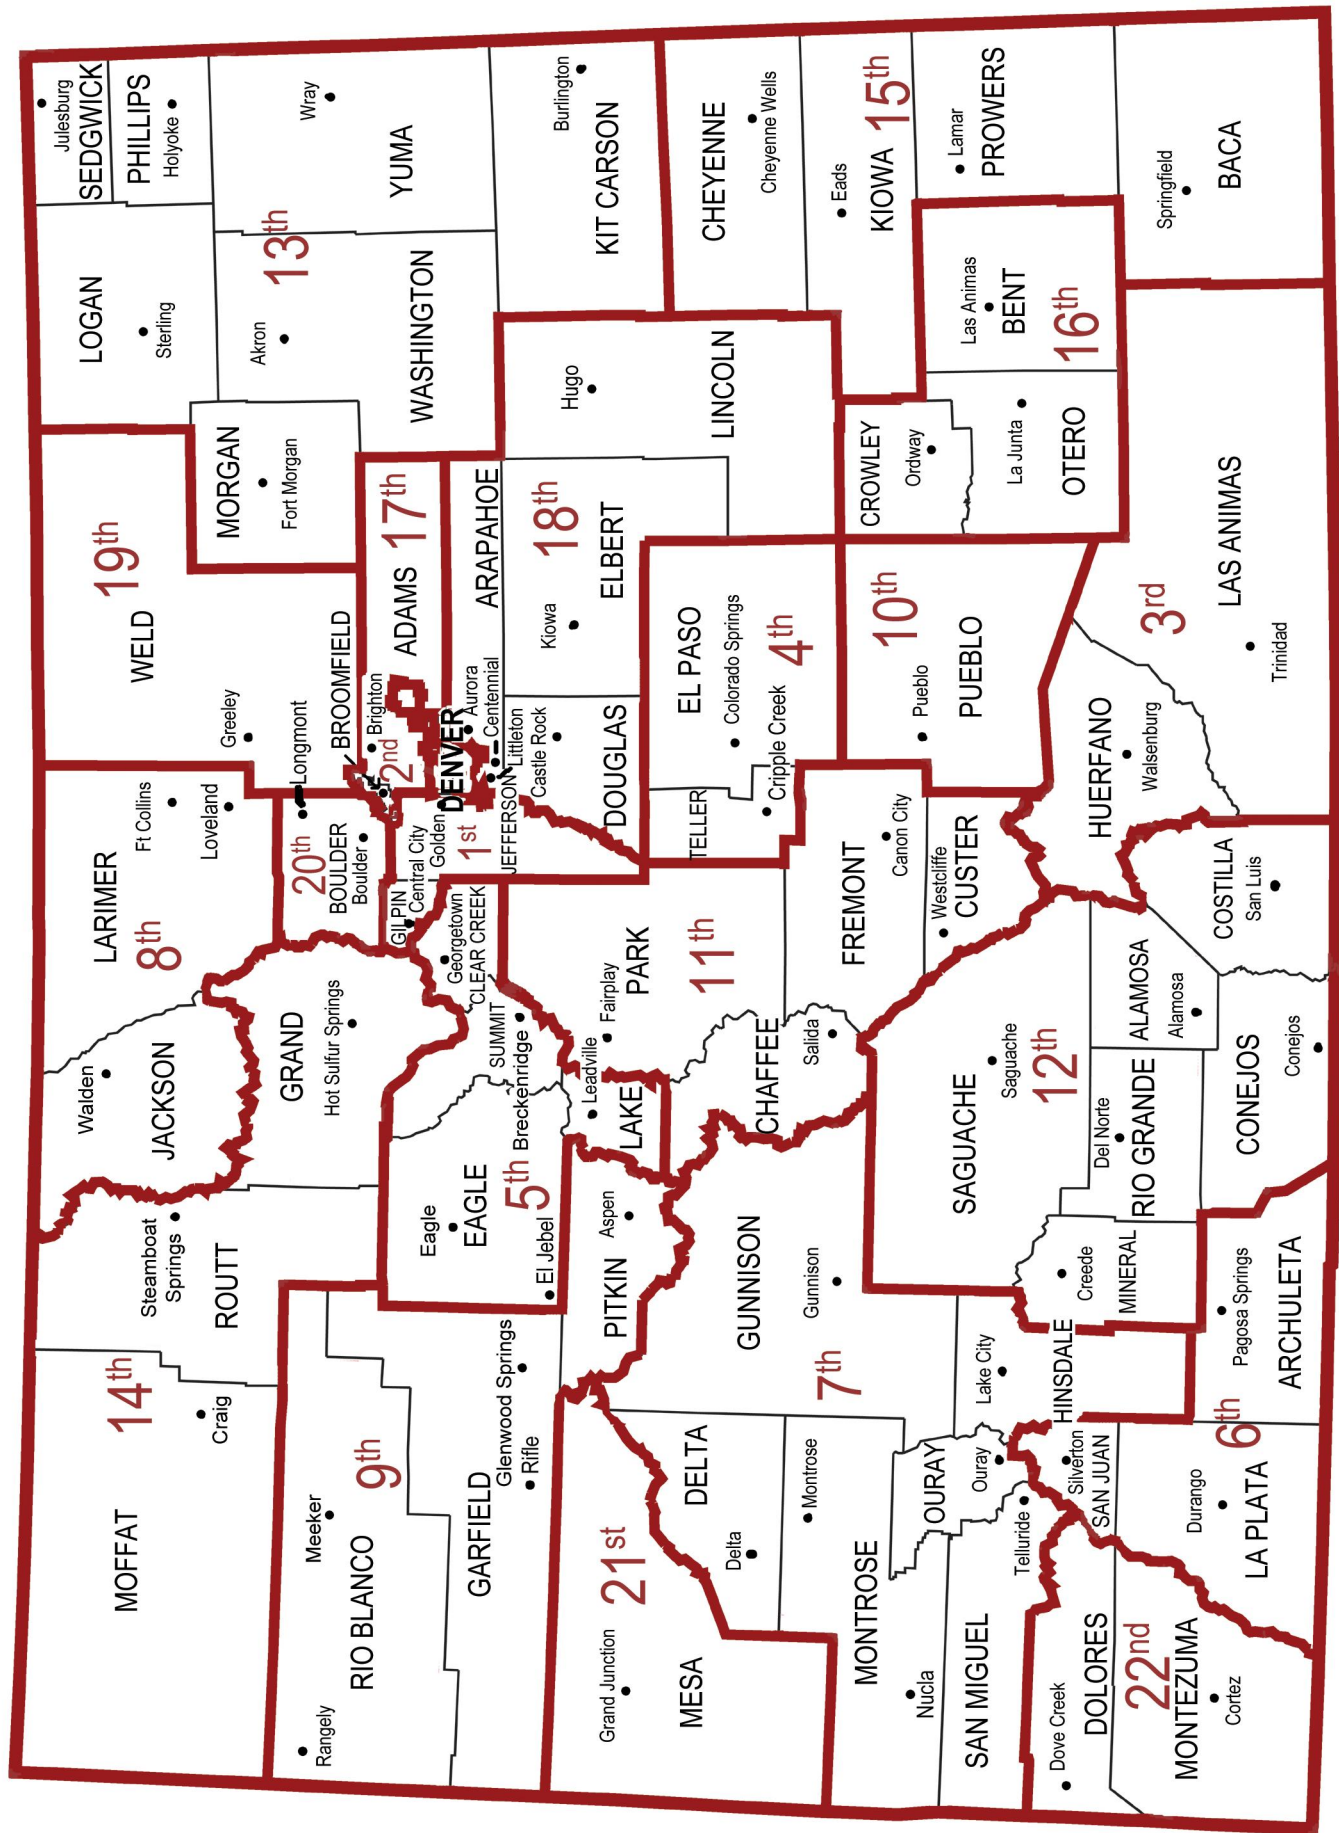 MOFFAT
14th
Craig
Steamboat
Springs
ROUTT
Walden
JACKSON
LARIMER
8th
Ft Collins
Loveland
WELD
19th
Greeley
LOGAN
Sterling
Julesburg
SEDGWICK
PHILLIPS
Holyoke
MORGAN
Fort Morgan
Akron
13th
WASHINGTON
Wray
YUMA
Rangely
RIO BLANCO
Meeker
9th
GRAND
Hot Sulfur Springs
20th
BOULDER
Boulder
Longmont
BROOMFIELD
Brighton
2nd
ADAMS
17th
GARFIELD
Glenwood Springs
Rifle
Eagle
EAGLE
5th
El Jebel
SUMMIT
Breckenridge
Georgetown
CLEAR CREEK
GILPIN
Central City
Golden
1st
JEFFERSON
DENVER
Aurora
Centennial
Littleton
ARAPAHOE
Castle Rock
DOUGLAS
Kiowa
18th
ELBERT
Hugo
LINCOLN
Burlington
KIT CARSON
Grand Junction
21st
MESA
PITKIN
Aspen
Leadville
LAKE
Fairplay
PARK
11th
TELLER
Cripple Creek
EL PASO
Colorado Springs
4th
CHEYENNE
Cheyenne Wells
DELTA
Delta
Montrose
MONTROSE
Nucla
GUNNISON
Gunnison
7th
CHAFFEE
Salida
FREMONT
Canon City
Westcliffe
CUSTER
Pueblo
10th
PUEBLO
CROWLEY
Ordway
Eads
KIOWA
15th
OURAY
Ouray
SAN MIGUEL
Telluride
Lake City
HINSDALE
SAGUACHE
Saguache
12th
La Junta
OTERO
Las Animas
BENT
16th
Lamar
PROWERS
Dove Creek
DOLORES
Silverton
SAN JUAN
Creede
MINERAL
Del Norte
RIO GRANDE
ALAMOSA
Alamosa
HUERFANO
Walsenburg
3rd
22nd
MONTEZUMA
Cortez
Durango
LA PLATA
6th
Pagosa Springs
ARCHULETA
CONEJOS
Conejos
COSTILLA
San Luis
LAS ANIMAS
Trinidad
Springfield
BACA